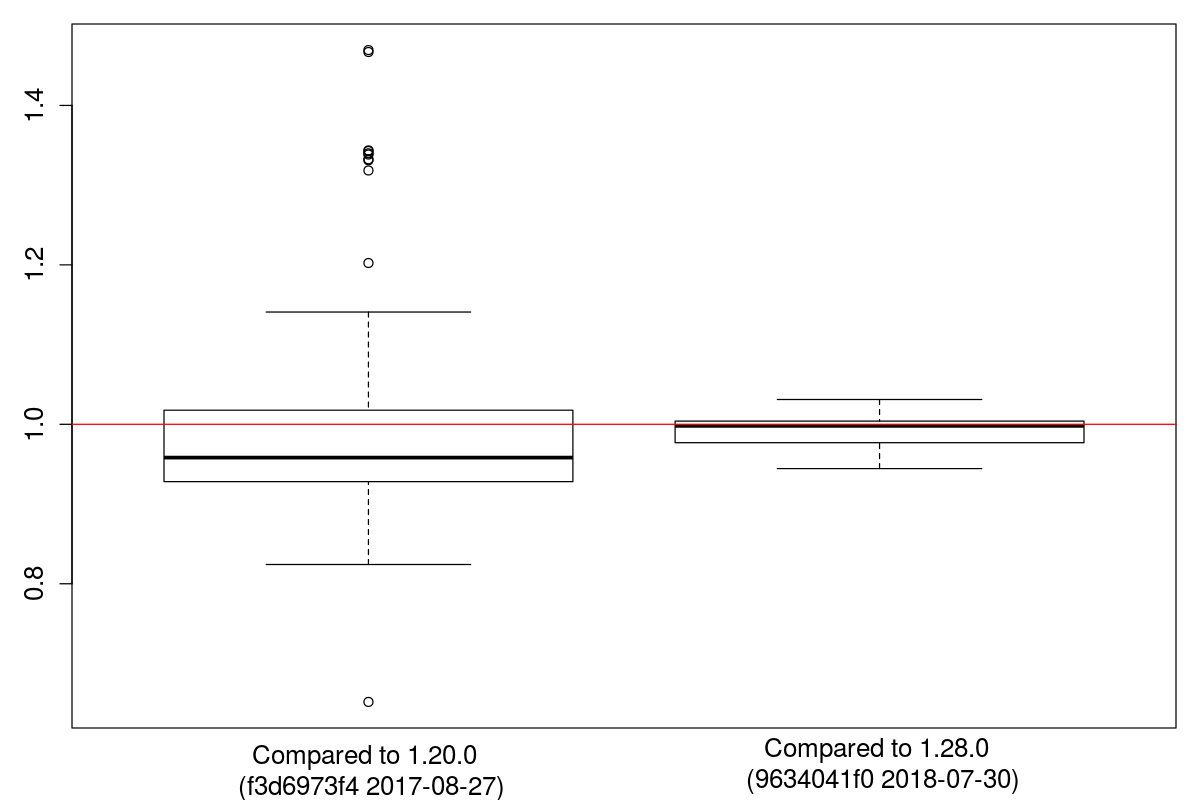 1.4
1.2
1.0
0.8
Compared to 1.20.0
(f3d6973f4 2017-08-27)
Compared to 1.28.0
(9634041f0 2018-07-30)